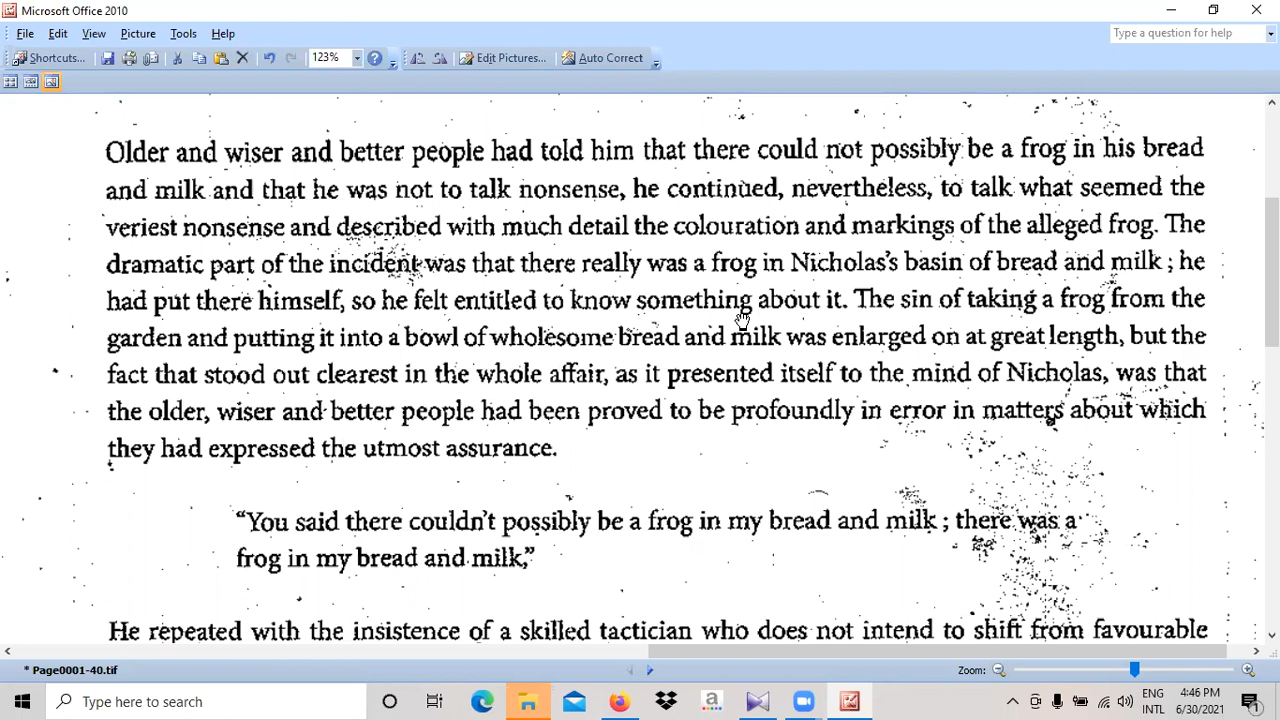 Microsoft Office 2010
File Edit View Picture Tools Help
Type a question for help
Shortcuts... 123% Edit Pictures... Auto Correct
Older and wiser and better people had told him that there could not possibly be a frog in his bread
and milk and that he was not to talk nonsense, he continued, nevertheless, to talk what seemed the
veriest nonsense and described with much detail the colouration and markings of the alleged frog. The
dramatic part of the incident was that there really was a frog in Nicholas's basin of bread and milk ; he
had put there himself, so he felt entitled to know something about it. The sin of taking a frog from the
garden and putting it into a bowl of wholesome bread and milk was enlarged on at great length, but the
fact that stood out clearest in the whole affair, as it presented itself to the mind of Nicholas, was that
the older, wiser and better people had been proved to be profoundly in error in matters about which
they had expressed the utmost assurance.
“You said there couldn't possibly be a frog in my bread and milk ; there was a
frog in my bread and milk,”
He repeated with the insistence of a skilled tactician who does not intend to shift from favourable
* Page0001-40.tif
Zoom:
Type here to search
ENG
INTL
4:46 PM
6/30/2021